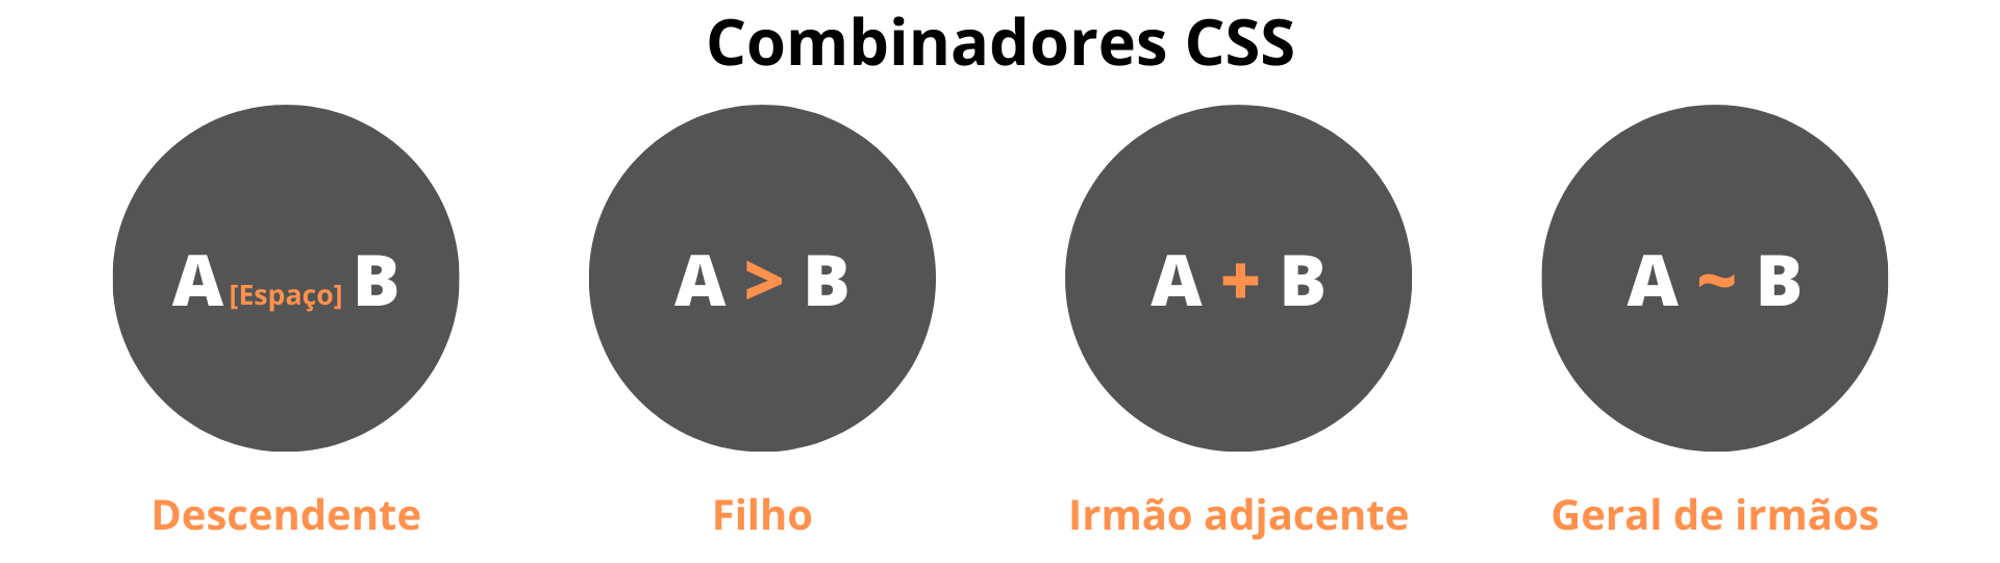 Combinadores CSS
A [Espaço] B
A > B
A + B
A ~ B
Descendente
Filho
Irmão adjacente
Geral de irmãos